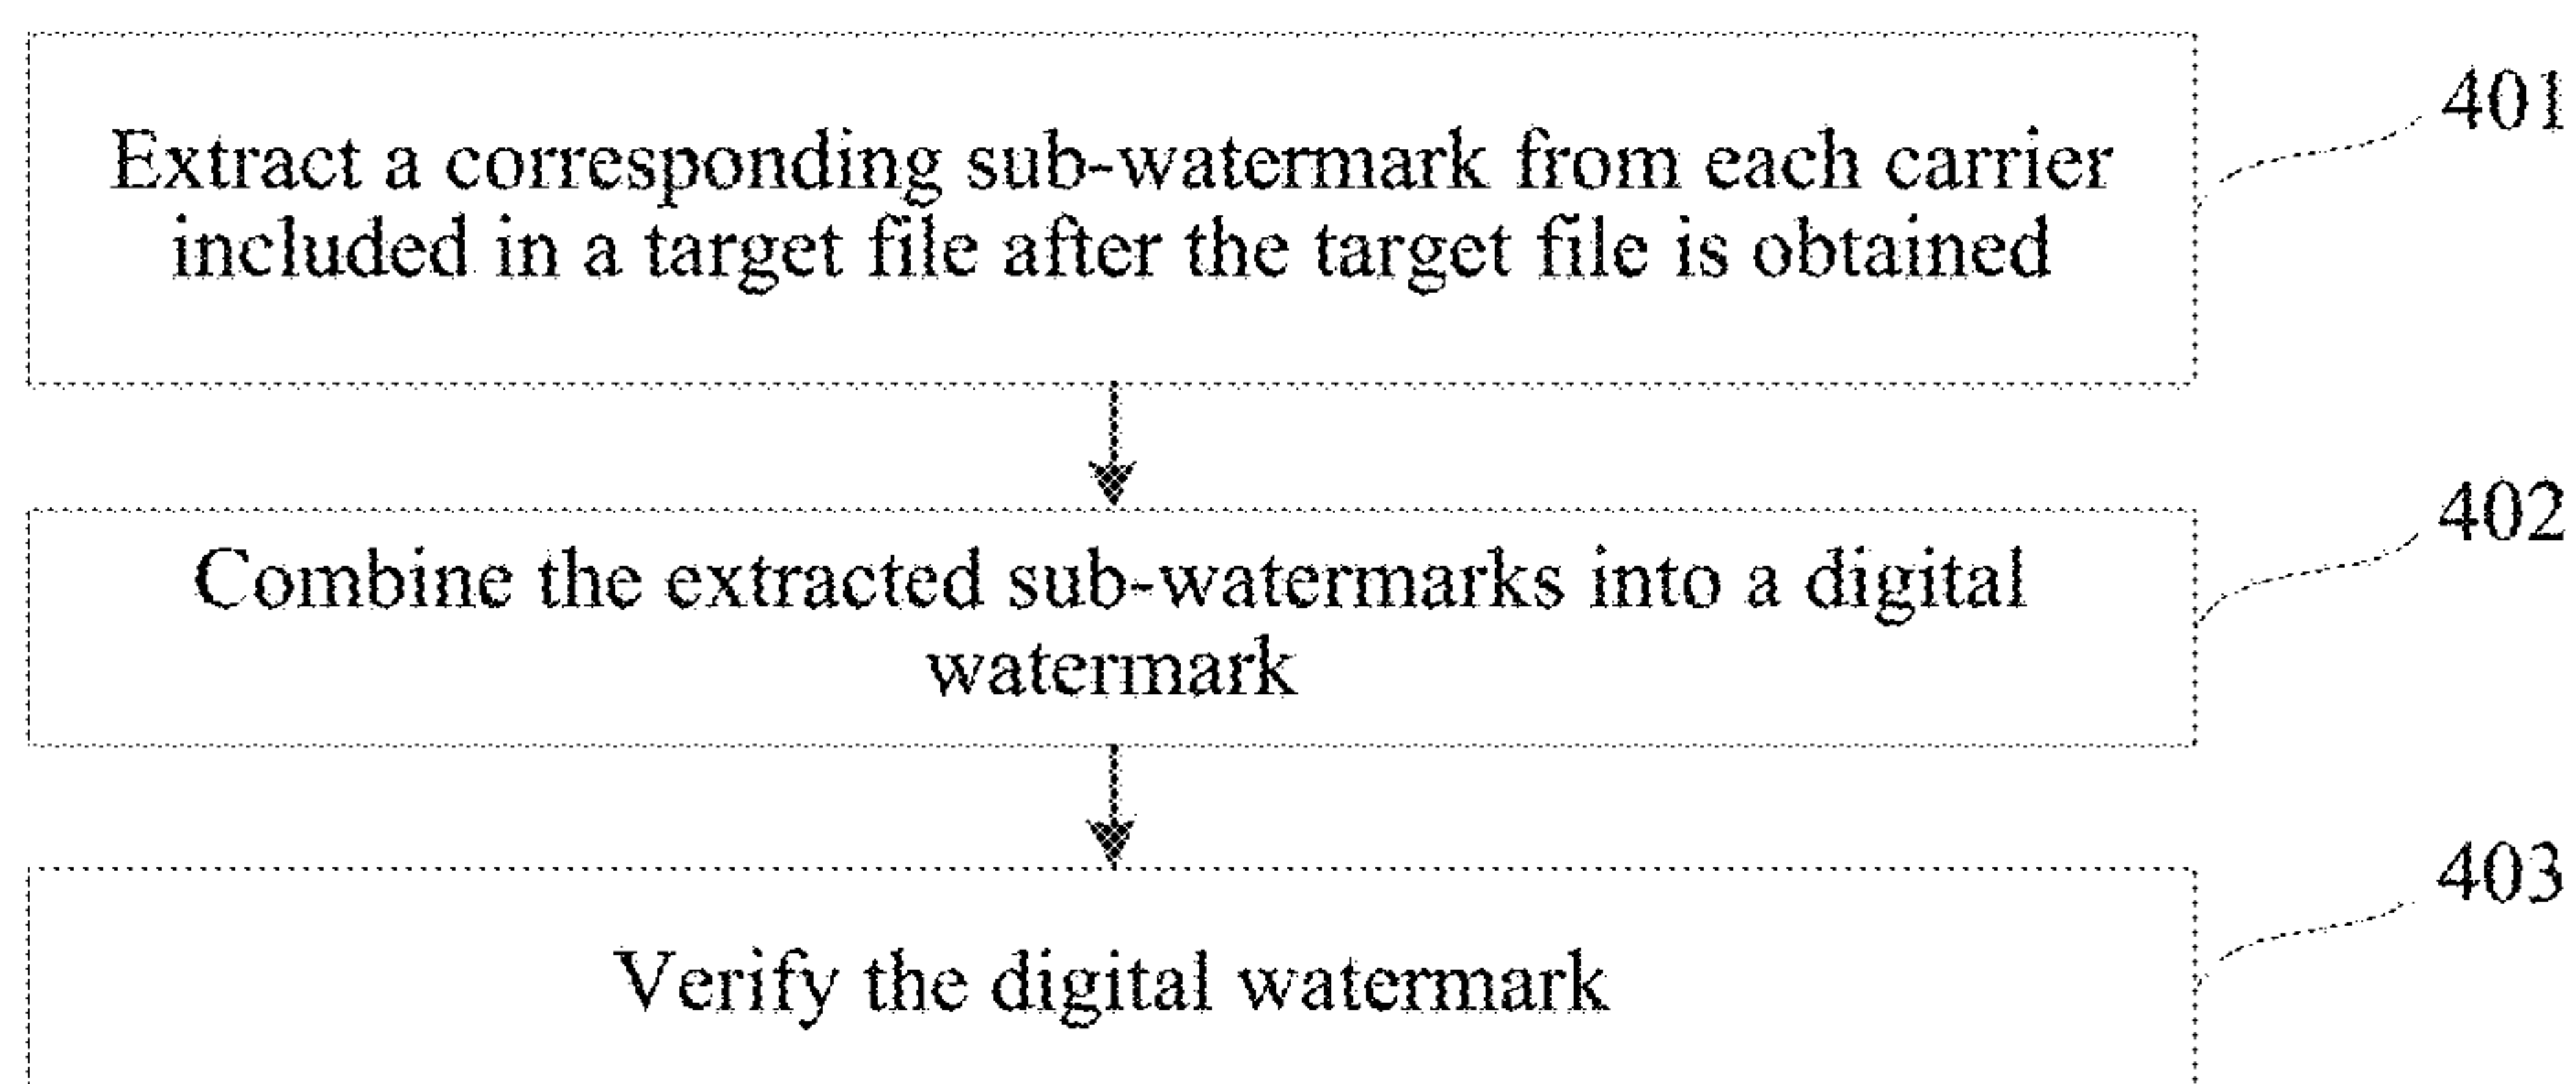 401
Extract a corresponding sub-watermark from each carrier
included in a target file after the target file is obtained
402
Combine the extracted sub-watermarks into a digital
watermark
403
Verify the digital watermark